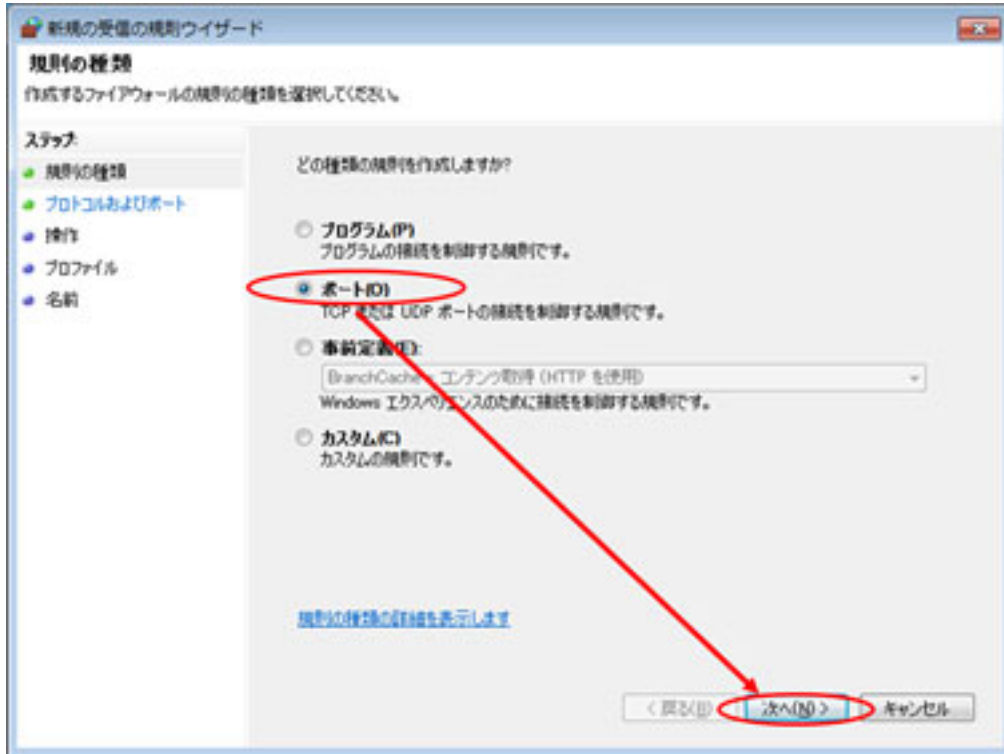 新規の受信の規則ウィザード
規則の種類
作成するファイアウォールの規則の種類を選択してください。
ステップ:
規則の種類
プロトコルおよびポート
操作
プロファイル
名前
どの種類の規則を作成しますか?
プログラム(P)
プログラムの接続を制御する規則です。
ポート(O)
TCP または UDP ポートの接続を制御する規則です。
事前定義(E):
BranchCache - コンテンツ取得 (HTTP を使用)
Windows エクスペリエンスのために接続を制御する規則です。
カスタム(C)
カスタムの規則です。
規則の種類の詳細を表示します
< 戻る(B)
次へ(N) >
キャンセル